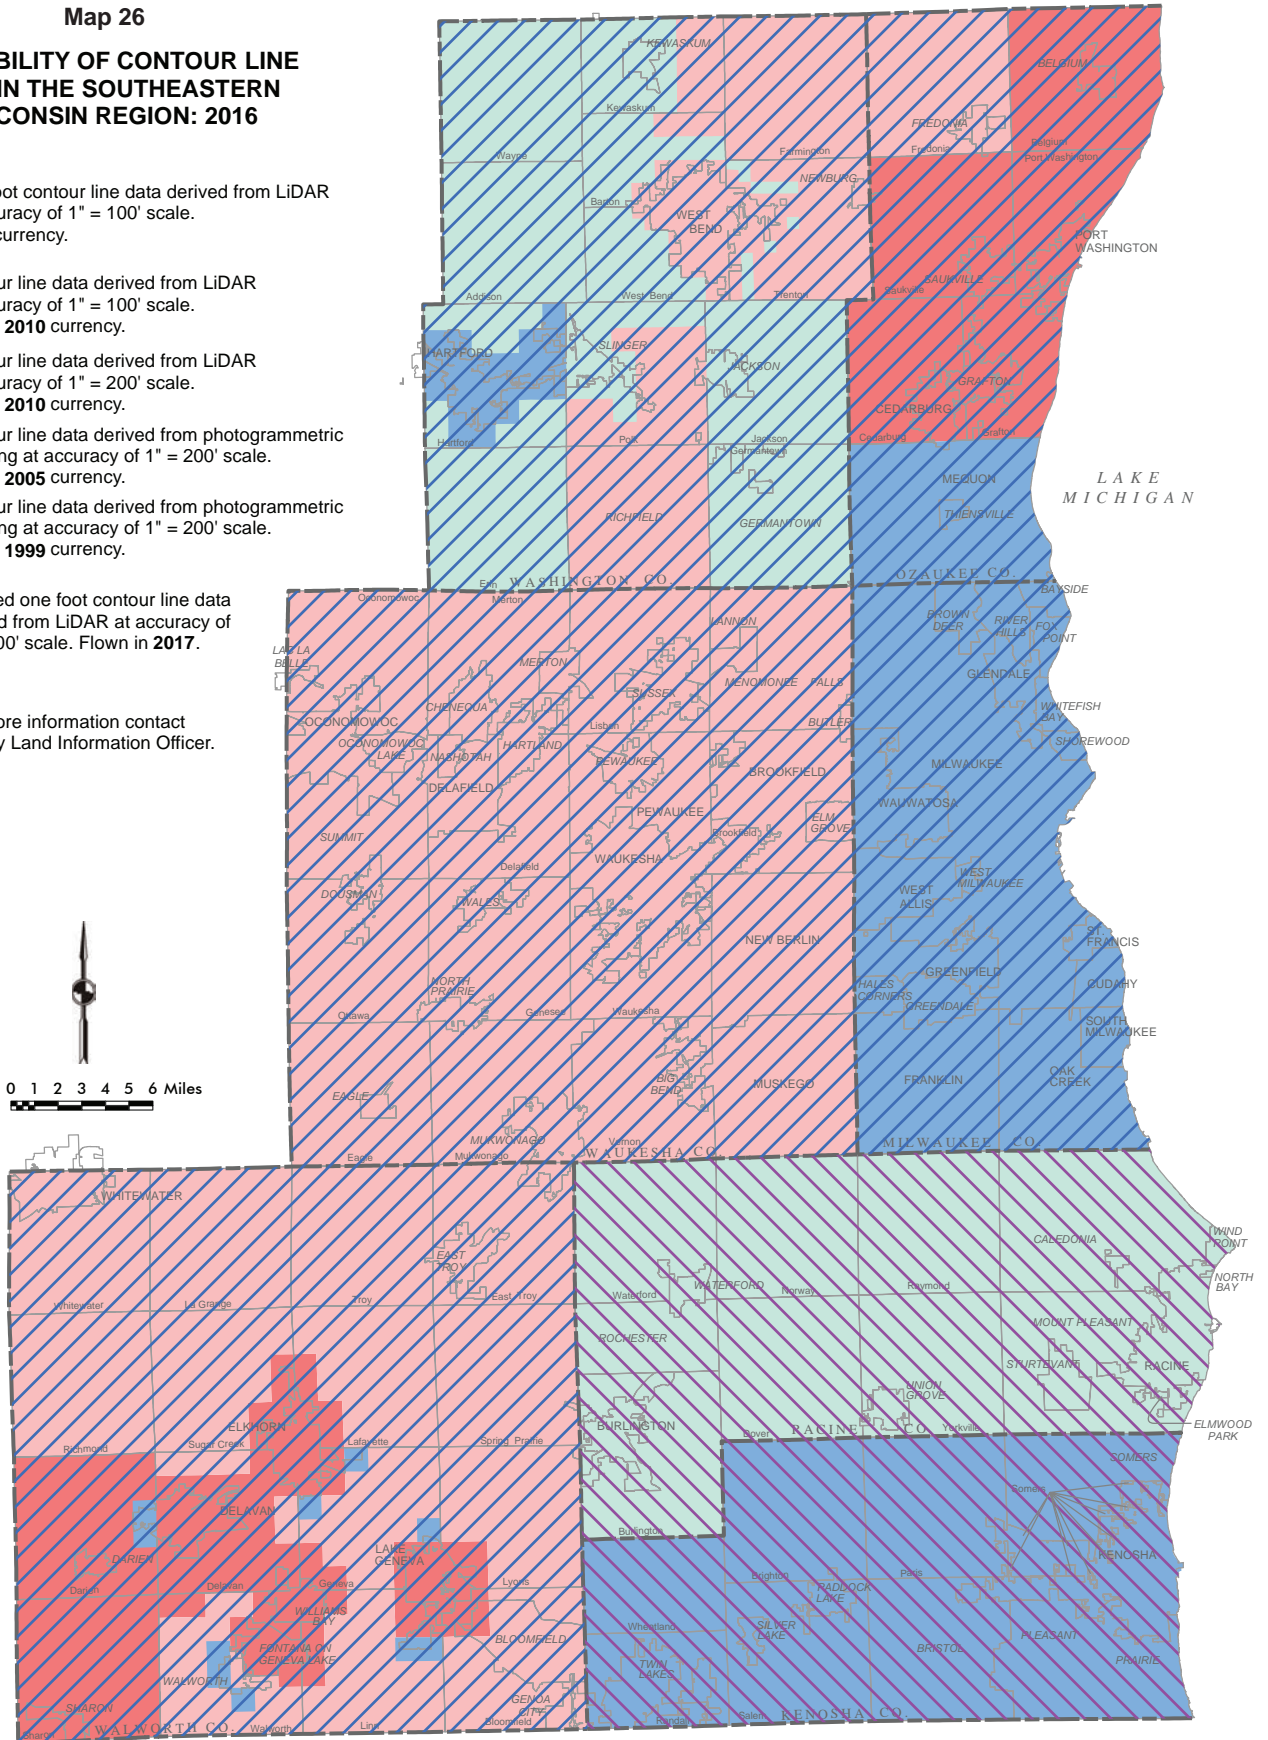 Map 26
BILITY OF CONTOUR LINE
IN THE SOUTHEASTERN
CONSIN REGION: 2016
oot contour line data derived from LiDAR
uracy of 1" = 100' scale.
currency.
ur line data derived from LiDAR
uracy of 1" = 100' scale.
2010 currency.
ur line data derived from LiDAR
uracy of 1" = 200' scale.
2010 currency.
ur line data derived from photogrammetric
ng at accuracy of 1" = 200' scale.
2005 currency.
ur line data derived from photogrammetric
ng at accuracy of 1" = 200' scale.
1999 currency.
ed one foot contour line data
d from LiDAR at accuracy of
00' scale. Flown in 2017.
ore information contact
y Land Information Officer.
0 1 2 3 4 5 6 Miles
KEWASKUM
BELGIUM
Kewaskum
FREDONIA
Wayne
Farmington
Fredonia
Belgium
Port Washington
NEWBURG
Barton
WEST
BEND
PORT
WASHINGTON
SAUKVILLE
Addison
West Bend
Trenton
Saukville
HARTFORD
SLINGER
JACKSON
GRAFTON
CEDARBURG
Hartford
Polk
Jackson
Germantown
Cedarburg
Grafton
MEQUON
THIENSVILLE
LAKE
MICHIGAN
RICHFIELD
GERMANTOWN
Erin
WASHINGTON CO.
OZAUKEE CO.
Oconomowoc
Merton
BAYSIDE
LANNON
BROWN
DEER
RIVER
HILLS
FOX
POINT
LAC LA
BELLE
MERTON
GLENDALE
SUSSEX
MENOMONEE FALLS
CHENEQUA
WHITEFISH
BAY
OCONOMOWOC
Lisbon
BUTLER
OCONOMOWOC
LAKE
NASHOTAH
HARTLAND
SHOREWOOD
PEWAUKEE
MILWAUKEE
BROOKFIELD
DELAFIELD
WAUWATOSA
PEWAUKEE
ELM
GROVE
SUMMIT
Brookfield
WAUKESHA
Delafield
WEST
MILWAUKEE
DOUSMAN
WALES
WEST
ALLIS
ST.
FRANCIS
NEW BERLIN
GREENFIELD
NORTH
PRAIRIE
HALES
CORNERS
CUDAHY
GREENDALE
Ottawa
Genesee
Waukesha
SOUTH
MILWAUKEE
BIG
BEND
MUSKEGO
FRANKLIN
OAK
CREEK
EAGLE
MUKWONAGO
Vernon
MILWAUKEE CO.
Eagle
Mukwonago
WAUKESHA CO.
WHITEWATER
WIND
POINT
CALEDONIA
EAST
TROY
NORTH
BAY
WATERFORD
Raymond
Whitewater
La Grange
Troy
East Troy
Waterford
Norway
MOUNT PLEASANT
ROCHESTER
STURTEVANT
RACINE
UNION
GROVE
ELKHORN
BURLINGTON
ELMWOOD
PARK
Richmond
Sugar Creek
Lafayette
Spring Prairie
Dover
RACINE CO.
Yorkville
SOMERS
Somers
DELAVAN
Burlington
LAKE
GENEVA
KENOSHA
DARIEN
Darien
Delavan
Geneva
Lyons
Brighton
Paris
PADDOCK
LAKE
WILLIAMS
BAY
Wheatland
SILVER
LAKE
BLOOMFIELD
PLEASANT
PRAIRIE
FONTANA ON
GENEVA LAKE
BRISTOL
TWIN
LAKES
WALWORTH
SHARON
GENOA
CITY
Sharon
WALWORTH CO.
Walworth
Linn
Bloomfield
Randall
Salem
KENOSHA CO.